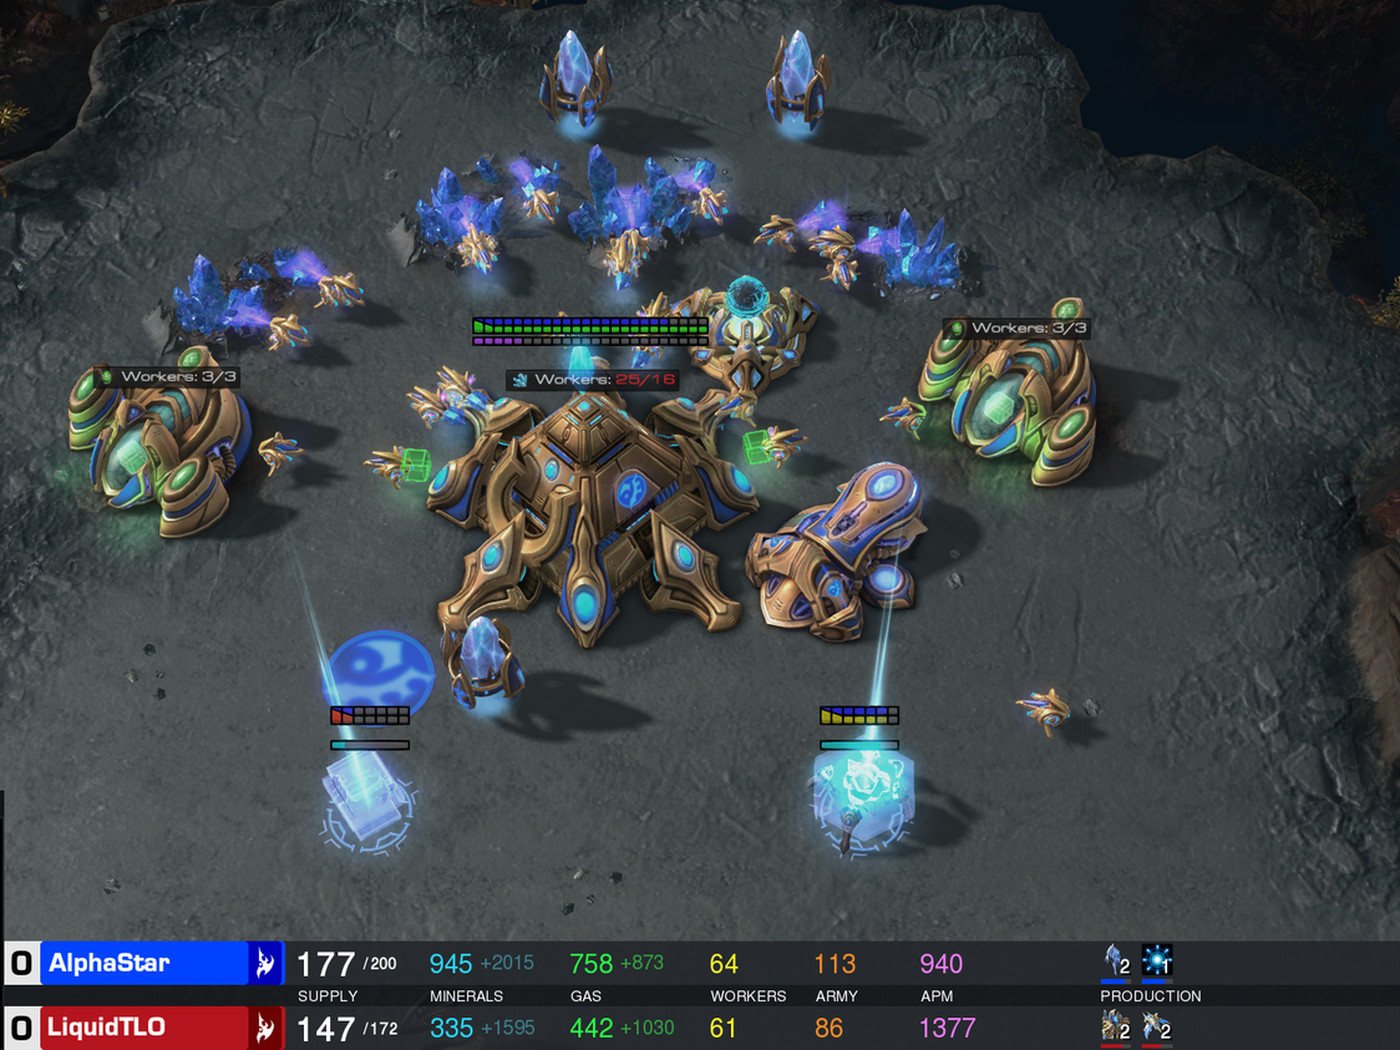 Workers: 3/3
Workers: 3/3
Workers: 25/16
0 AlphaStar 177 /200 945 +2015 758 +873 64 113 940 2 1
SUPPLY MINERALS GAS WORKERS ARMY APM PRODUCTION
0 LiquidTLO 147 /172 335 +1595 442 +1030 61 86 1377 2 2